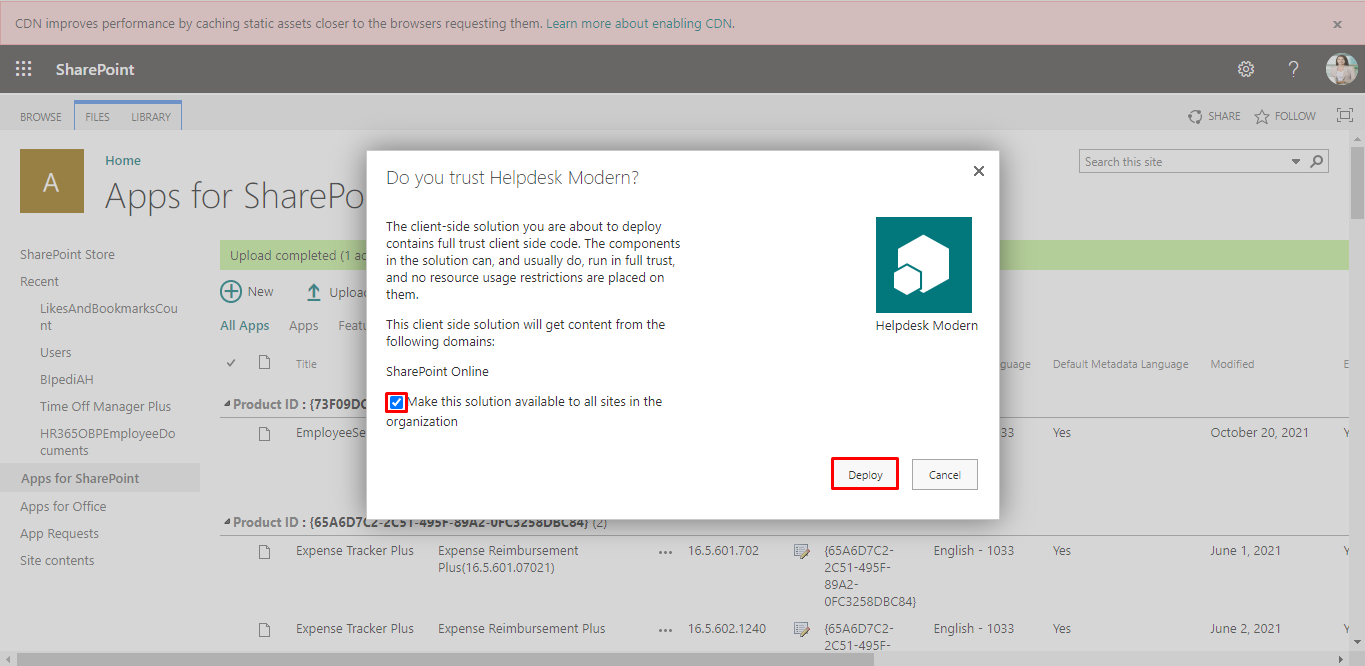 CDN improves performance by caching static assets closer to the browsers requesting them. Learn more about enabling CDN.
SharePoint
BROWSE
FILES
LIBRARY
SHARE
FOLLOW
A
Home
Apps for SharePo
Search this site
SharePoint Store
Recent
LikesAndBookmarksCou
nt
Users
BIpediAH
Time Off Manager Plus
HR365OBPEmployeeDo
cuments
Apps for SharePoint
Apps for Office
App Requests
Site contents
Upload completed (1 ad
New
Uploa
All Apps
Apps
Featu
Title
guage
Default Metadata Language
Modified
E
Product ID : {73F09DC
EmployeeSe
33
Yes
October 20, 2021
Y
Do you trust Helpdesk Modern?
The client-side solution you are about to deploy
contains full trust client side code. The components
in the solution can, and usually do, run in full trust,
and no resource usage restrictions are placed on
them.
This client side solution will get content from the
following domains:
SharePoint Online
Make this solution available to all sites in the
organization
Helpdesk Modern
Deploy
Cancel
Product ID : {65A6D7C2-2C51-495F-89A2-0FC3258DBC84} (2)
Expense Tracker Plus
Expense Reimbursement
Plus(16.5.601.07021)
16.5.601.702
{65A6D7C2-
2C51-495F-
89A2-
0FC3258DBC84}
English - 1033
Yes
June 1, 2021
Y
Expense Tracker Plus
Expense Reimbursement Plus
16.5.602.1240
{65A6D7C2-
2C51-495F-
English - 1033
Yes
June 2, 2021
Y